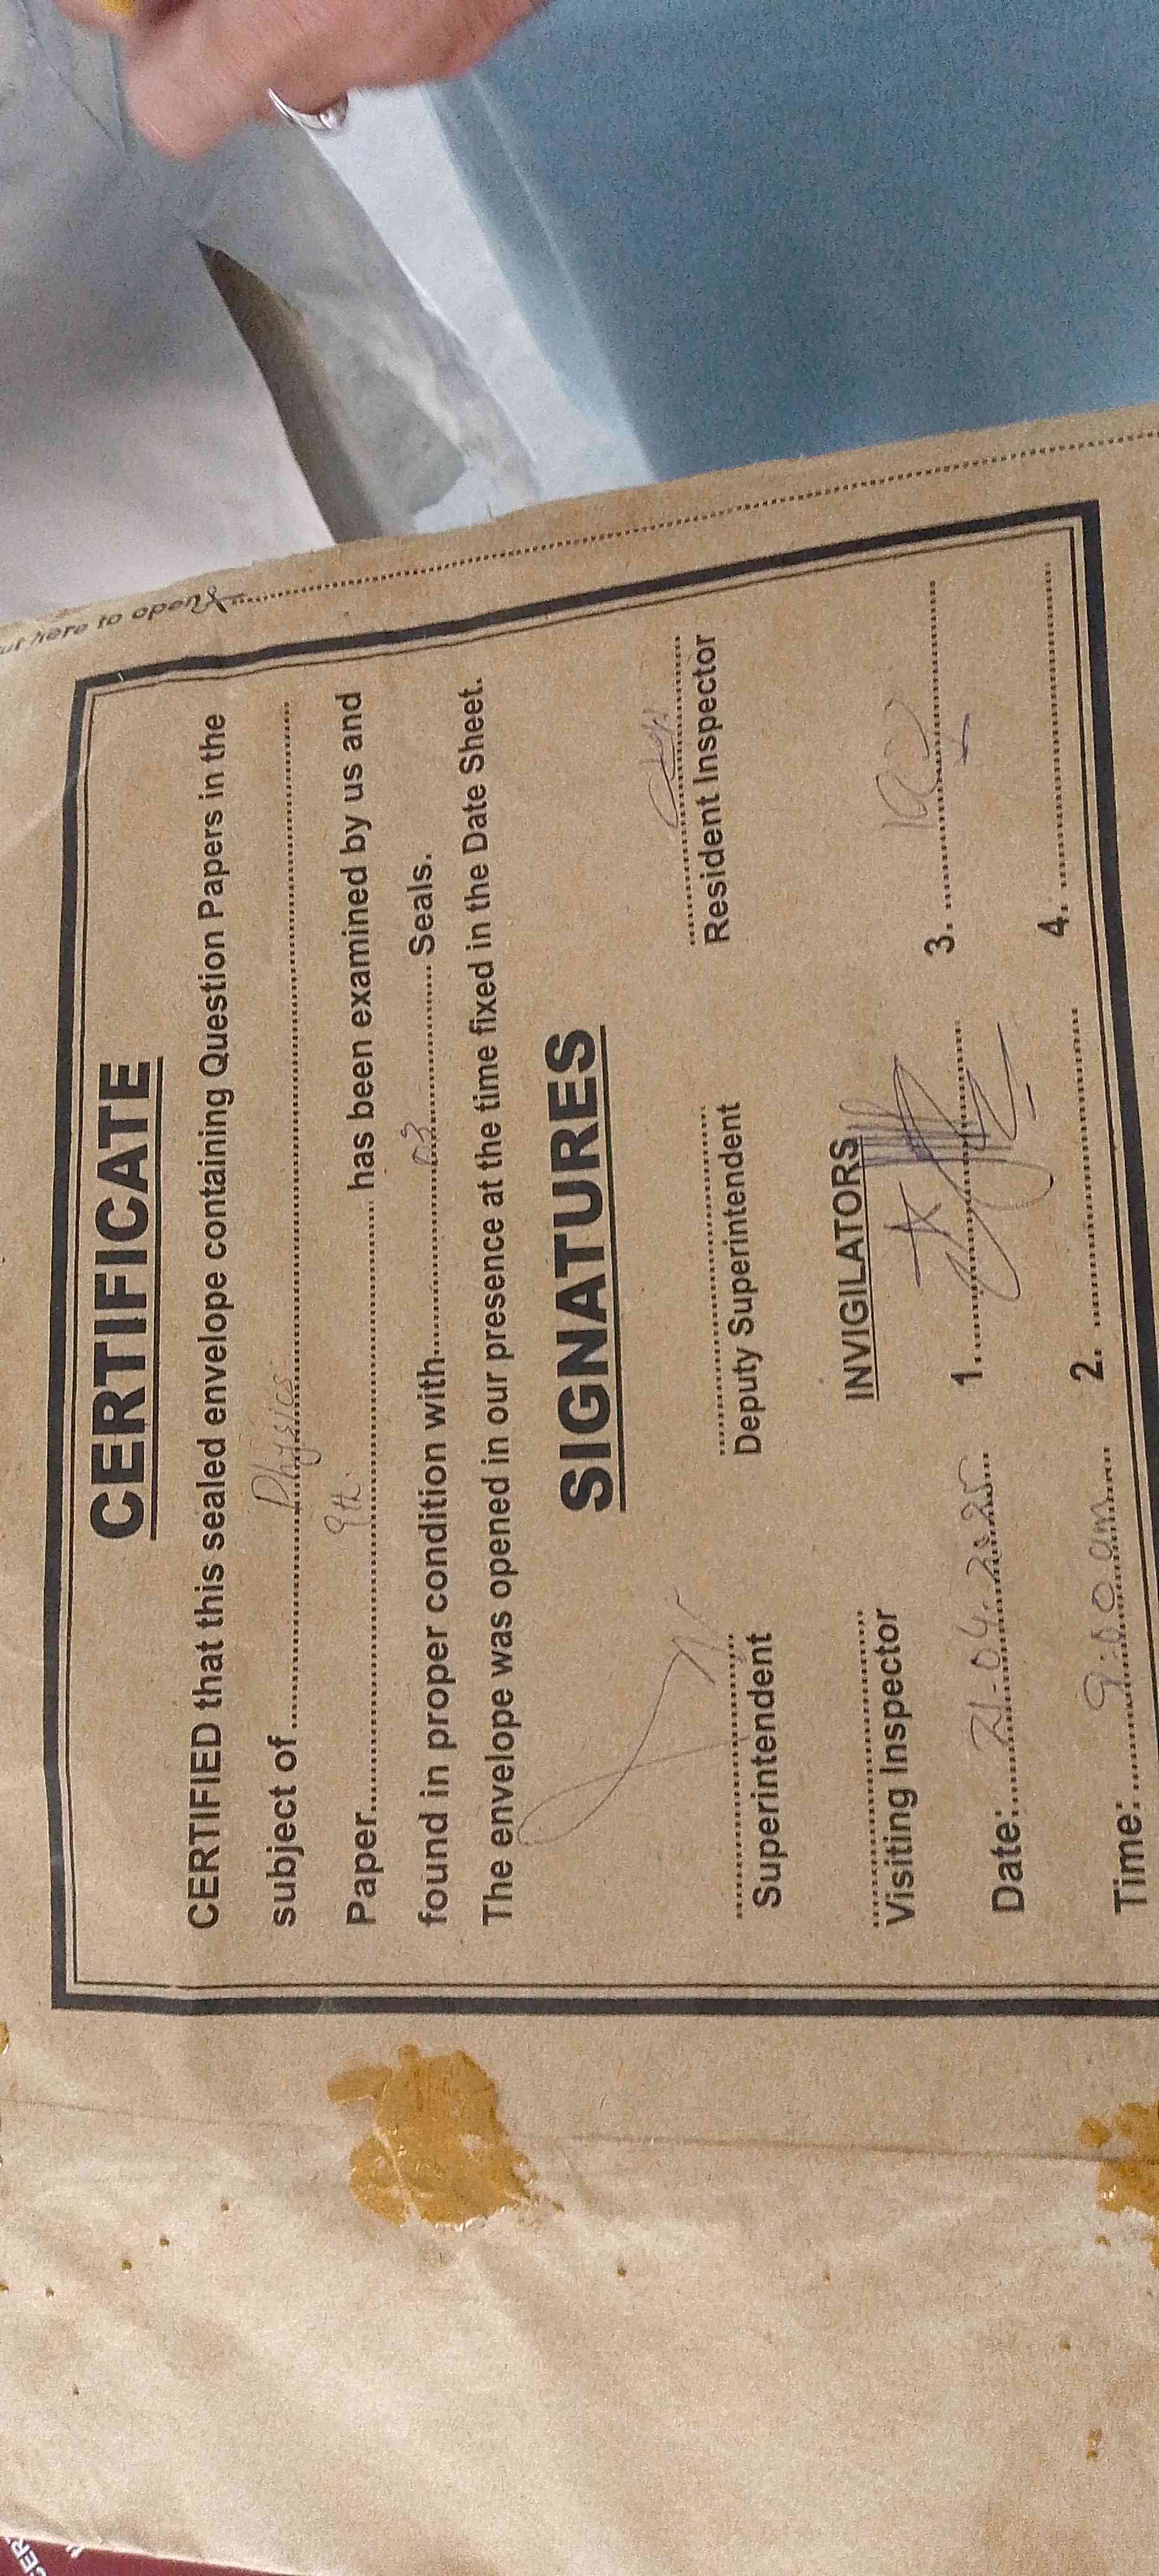 here to open
CERTIFICATE
CERTIFIED that this sealed envelope containing Question Papers in the
subject of Physics
Paper 9th has been examined by us and
found in proper condition with 03 Seals.
The envelope was opened in our presence at the time fixed in the Date Sheet.
SIGNATURES
Superintendent Deputy Superintendent Resident Inspector
INVIGILATORS
Visiting Inspector
1. 3.
Date: 21-04-2025
2. 4.
Time: 9:00 am